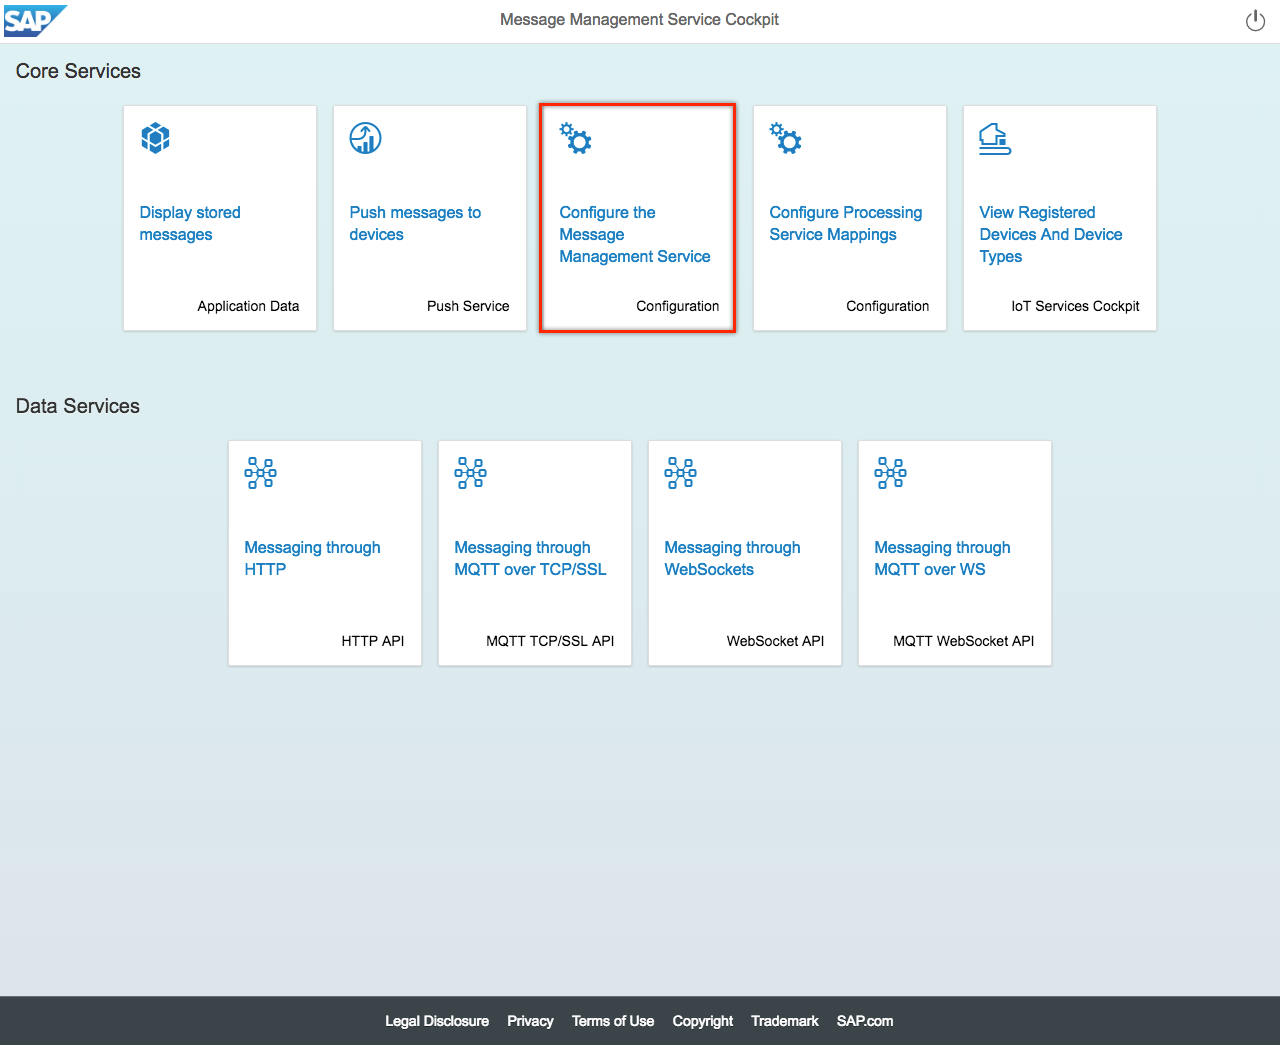 SAP
Message Management Service Cockpit
Core Services
Display stored
messages
Application Data
Push messages to
devices
Push Service
Configure the
Message
Management Service
Configuration
Configure Processing
Service Mappings
Configuration
View Registered
Devices And Device
Types
IoT Services Cockpit
Data Services
Messaging through
HTTP
HTTP API
Messaging through
MQTT over TCP/SSL
MQTT TCP/SSL API
Messaging through
WebSockets
WebSocket API
Messaging through
MQTT over WS
MQTT WebSocket API
Legal Disclosure Privacy Terms of Use Copyright Trademark SAP.com